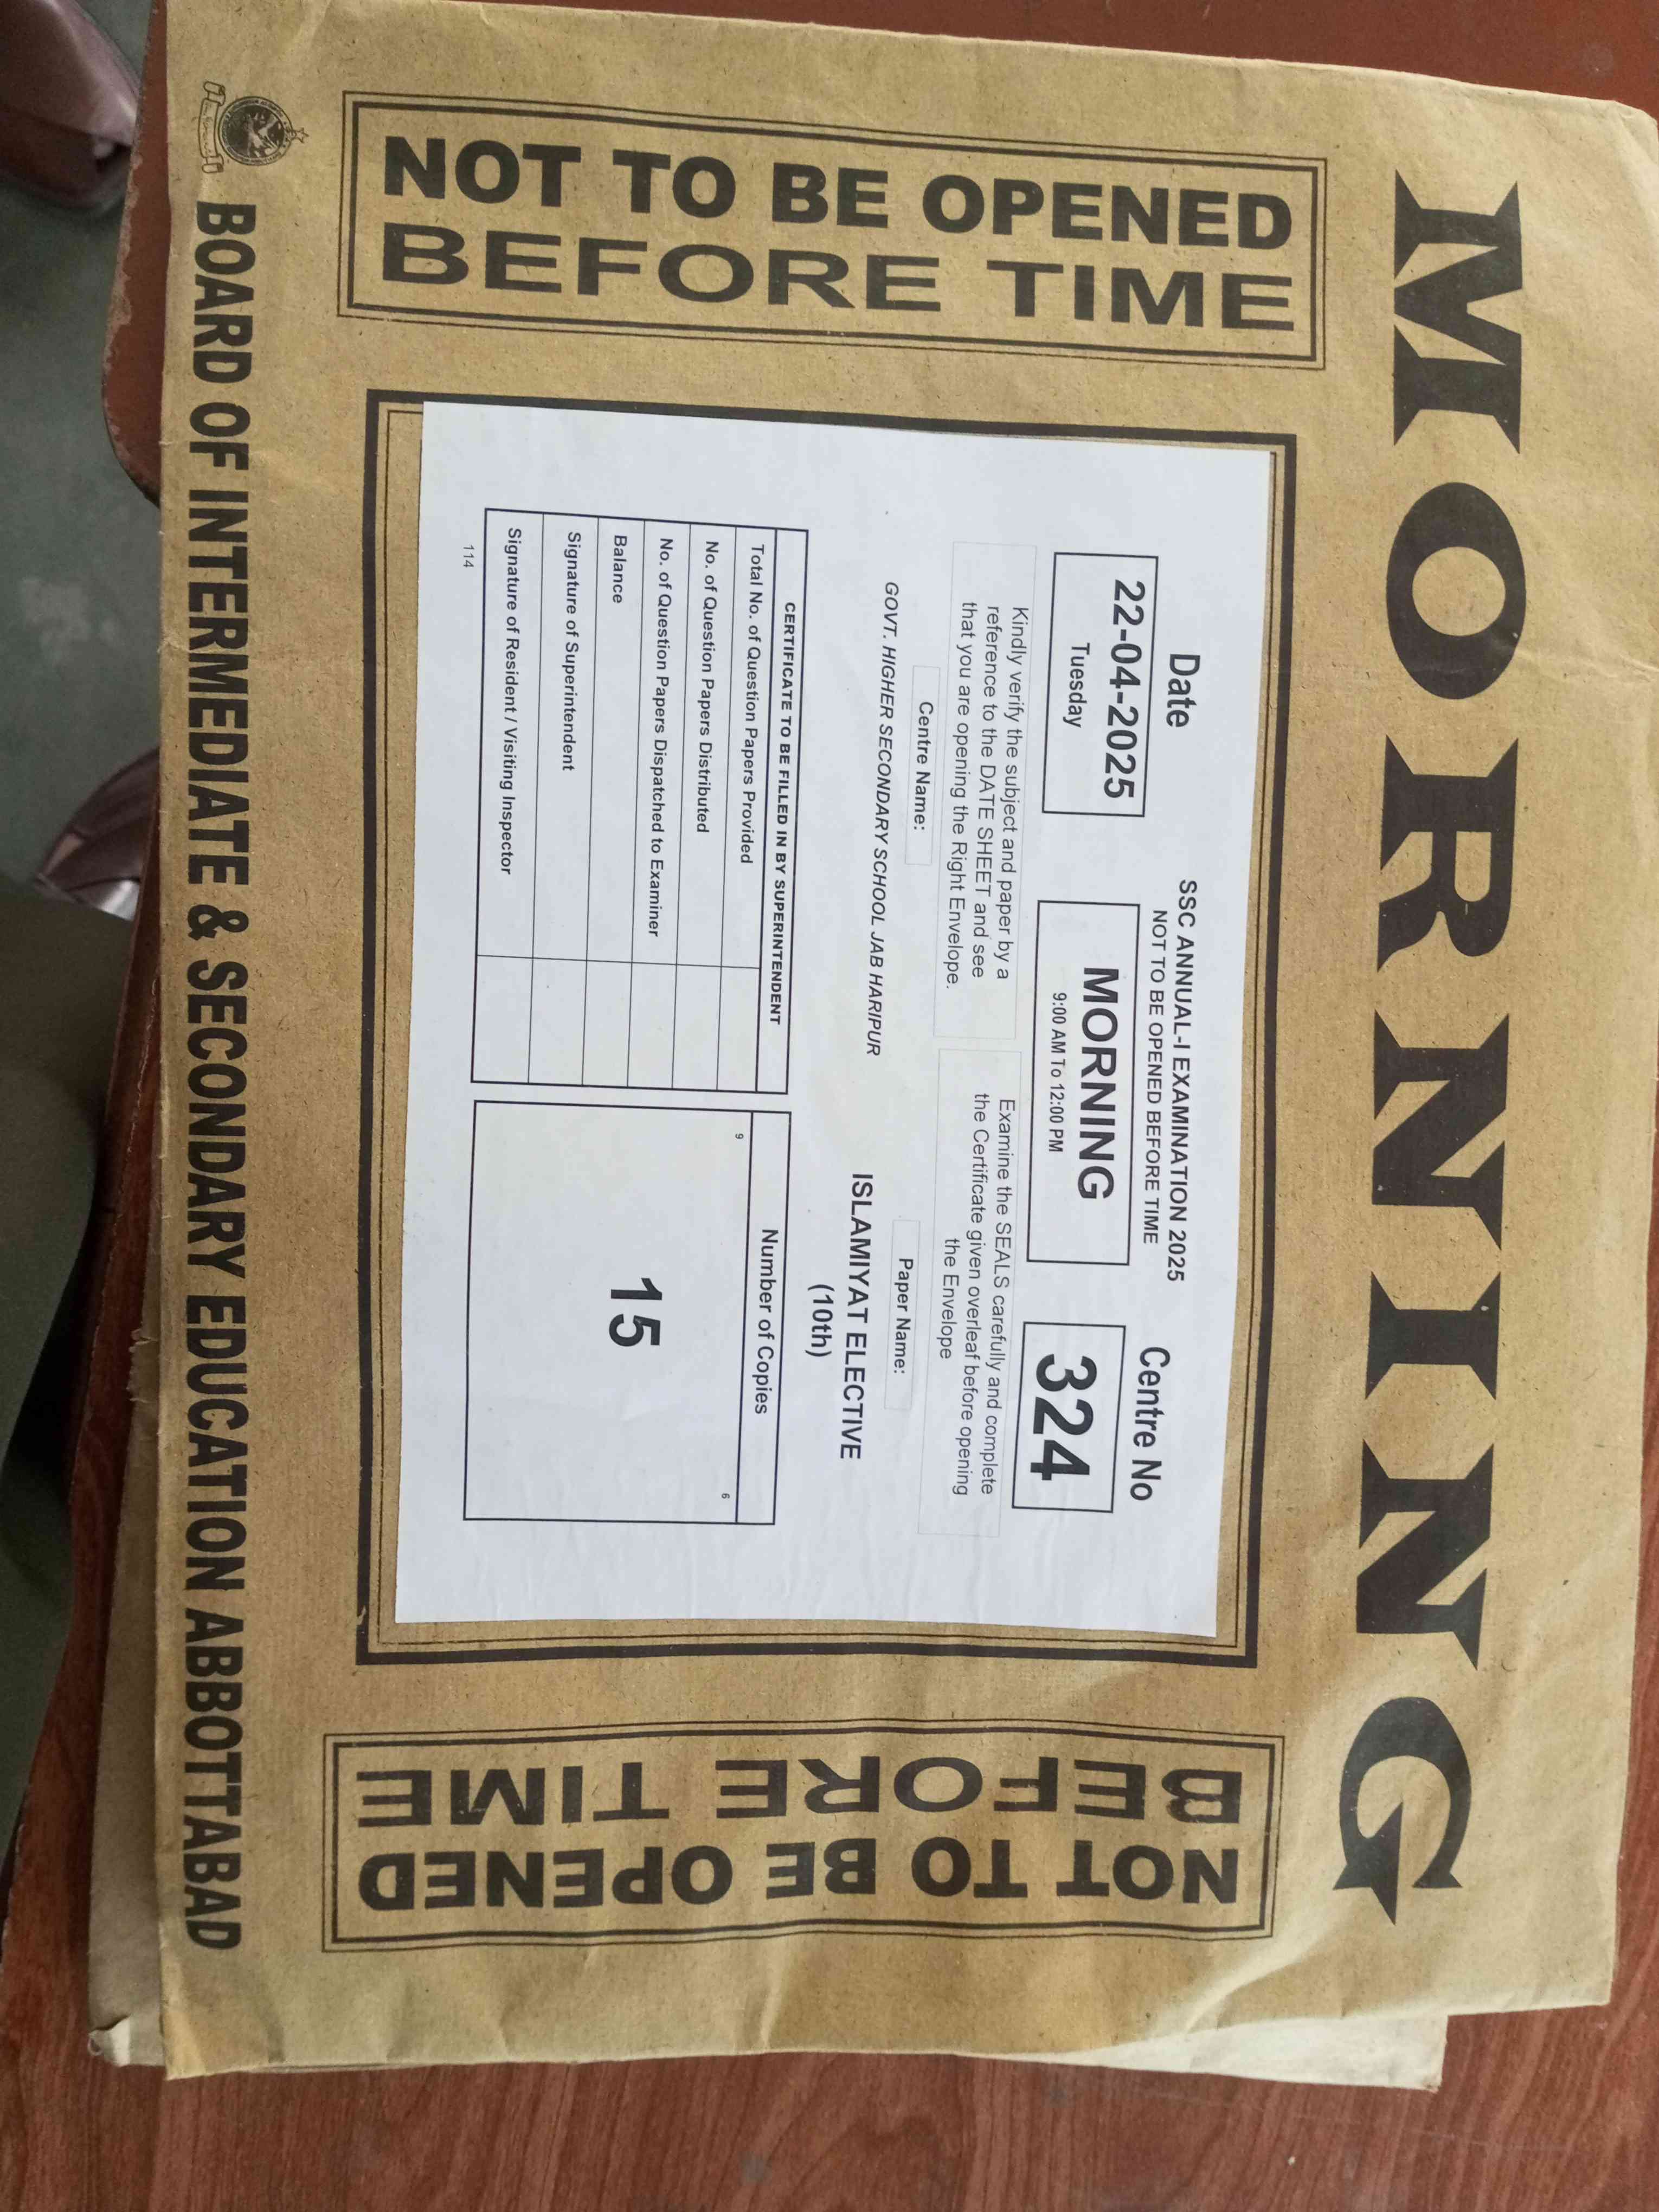 MORNING
NOT TO BE OPENED
BEFORE TIME
Date
22-04-2025
Tuesday
SSC ANNUAL-I EXAMINATION 2025
NOT TO BE OPENED BEFORE TIME
MORNING
9:00 AM To 12:00 PM
Centre No
324
Kindly verify the subject and paper by a
reference to the DATE SHEET and see
that you are opening the Right Envelope.
Examine the SEALS carefully and complete
the Certificate given overleaf before opening
the Envelope
Centre Name:
GOVT. HIGHER SECONDARY SCHOOL JAB HARIPUR
Paper Name:
ISLAMIYAT ELECTIVE
(10th)
CERTIFICATE TO BE FILLED IN BY SUPERINTENDENT
Total No. of Question Papers Provided
No. of Question Papers Distributed
No. of Question Papers Dispatched to Examiner
Balance
Signature of Superintendent
Signature of Resident / Visiting Inspector
Number of Copies
9
6
15
114
NOT TO BE OPENED
BEFORE TIME
BOARD OF INTERMEDIATE & SECONDARY EDUCATION ABBOTTABAD